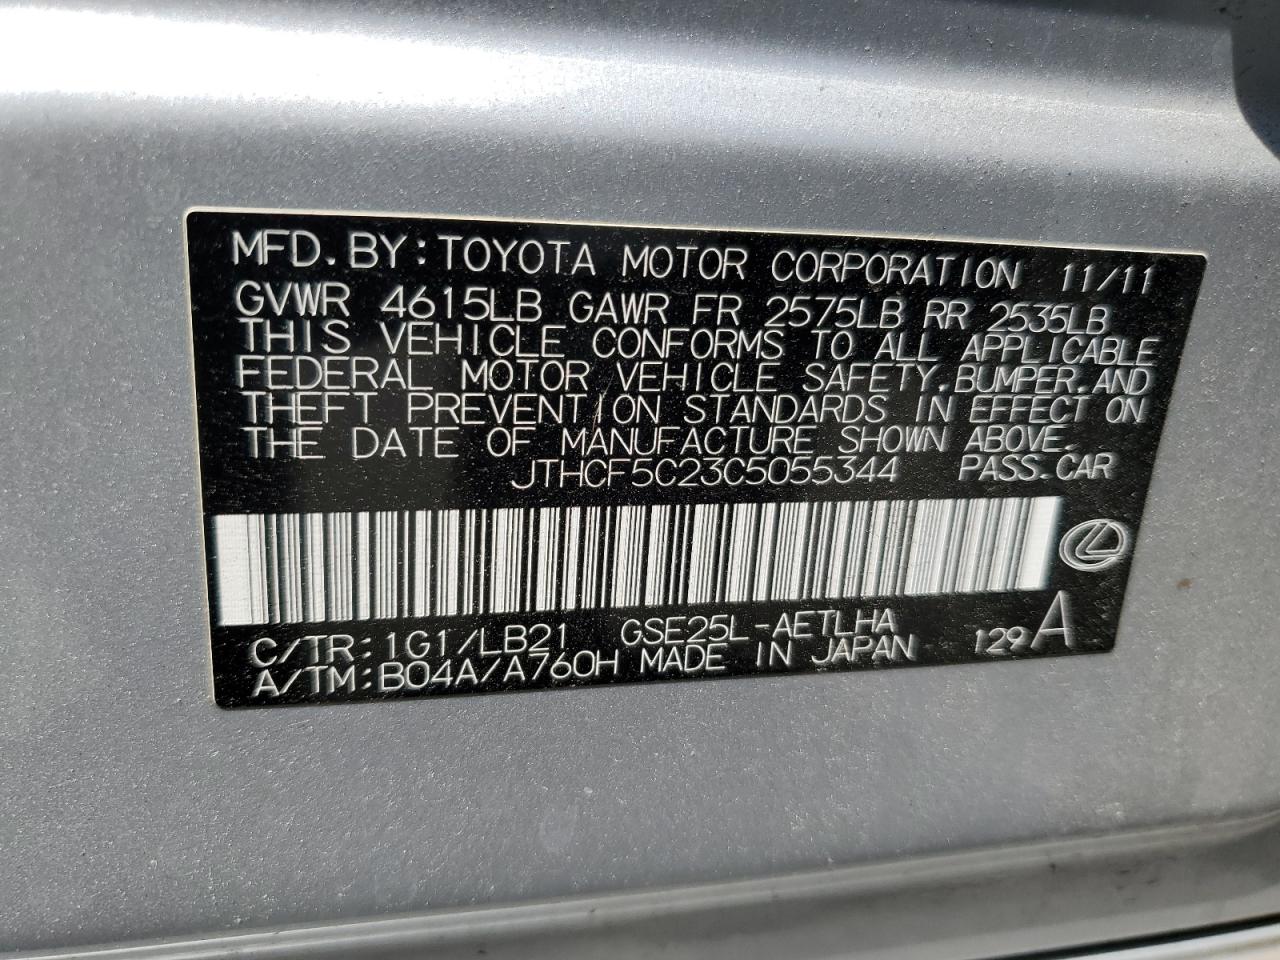 MFD.BY:TOYOTA MOTOR CORPORATION 11/11
GVWR 4615LB GAWR FR 2575LB RR 2535LB
THIS VEHICLE CONFORMS TO ALL APPLICABLE
FEDERAL MOTOR VEHICLE SAFETY,BUMPER,AND
THEFT PREVENTION STANDARDS IN EFFECT ON
THE DATE OF MANUFACTURE SHOWN ABOVE.
JTHCF5C23C5055344 PASS.CAR
C/TR:1G1/LB21 GSE25L-AETLHA
A/TM:B04A/A760H MADE IN JAPAN 129A